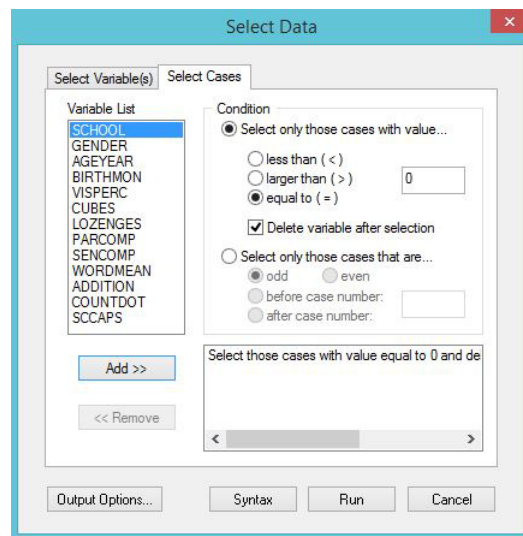 Select Data
Select Variable(s) Select Cases
Variable List
SCHOOL
GENDER
AGEYEAR
BIRTHMON
VISPERC
CUBES
LOZENGES
PARCOMP
SENCOMP
WORDMEAN
ADDITION
COUNTDOT
SCCAPS
Condition
Select only those cases with value...
less than ( < )
larger than ( > ) 0
equal to ( = )
Delete variable after selection
Select only those cases that are...
odd even
before case number:
after case number:
Add >>
<< Remove
Select those cases with value equal to 0 and de
Output Options... Syntax Run Cancel